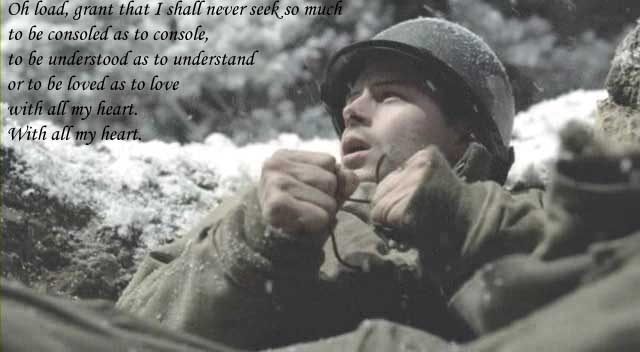 Oh load, grant that I shall never seek so much
to be consoled as to console,
to be understood as to understand
or to be loved as to love
with all my heart.
With all my heart.